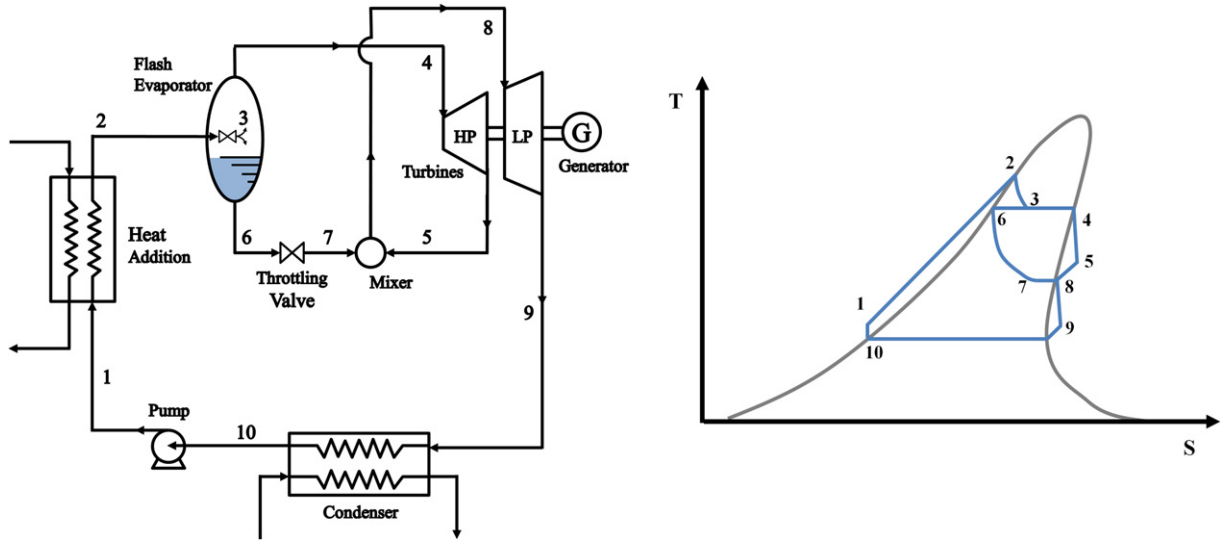 8
4
Flash
Evaporator
2
3
HP
LP
G
Generator
Turbines
Heat
Addition
6
7
5
Throttling
Valve
Mixer
9
1
Pump
10
Condenser
T
2
3
6
4
5
7
8
1
9
10
S